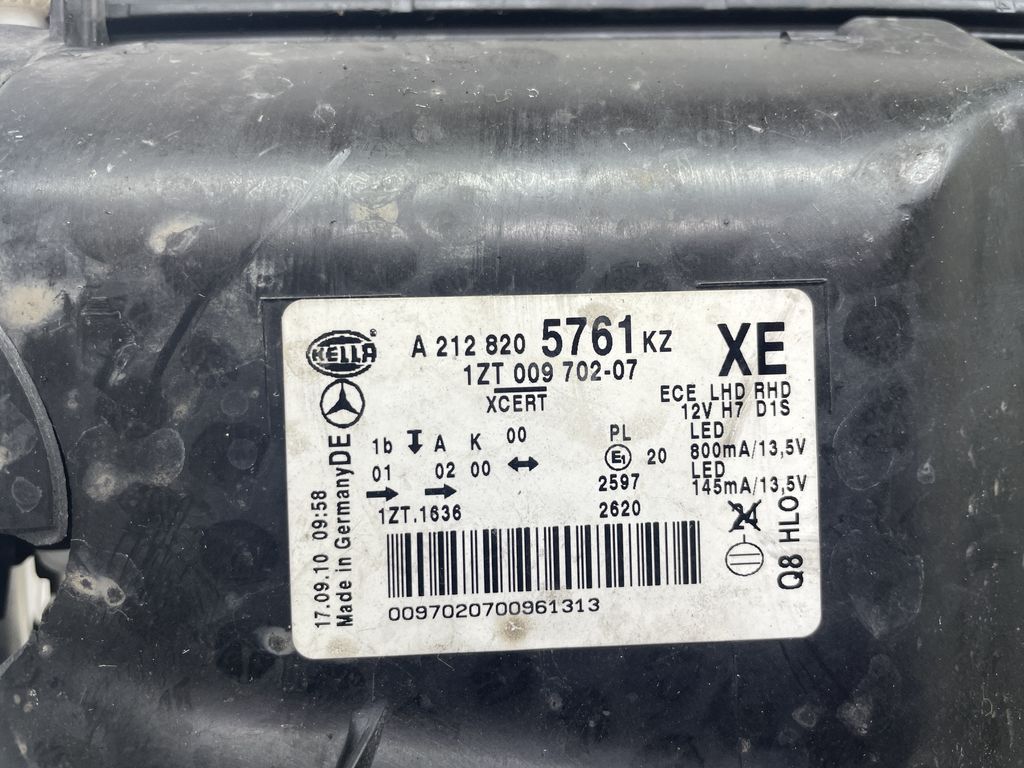 HELLA
A 212 820 5761 KZ
1ZT 009 702-07
XCERT
XE
ECE LHD RHD
12V H7 D1S
LED
800mA/13,5V
LED
145mA/13,5V
1b A K 00
01 02 00
1ZT.1636
PL
E1 20
2597
2620
0097020700961313
17.09.10 09:58
Made in Germany DE
Q8 HLO